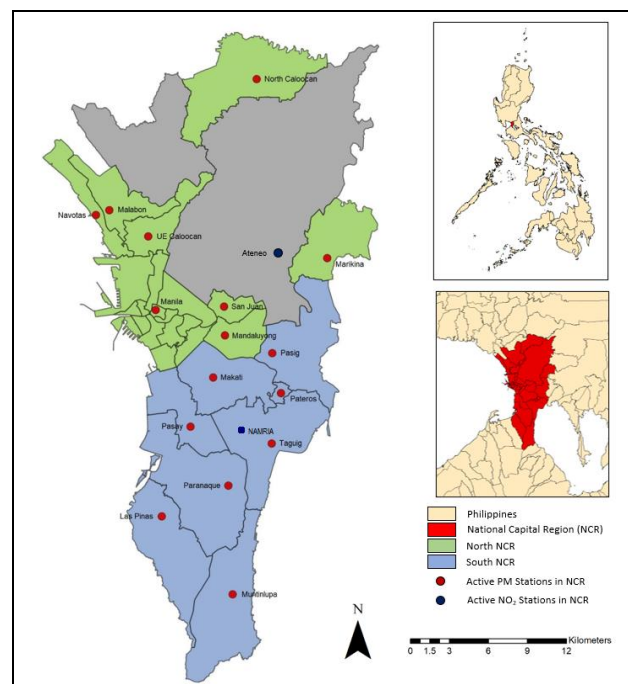 North Caloocan
Malabon
Navotas
UE Caloocan
Ateneo
Marikina
Manila
San Juan
Mandaluyong
Pasig
Makati
Pateros
Pasay
NAMRIA
Taguig
Paranaque
Las Pinas
Muntinlupa
Philippines
National Capital Region (NCR)
North NCR
South NCR
Active PM Stations in NCR
Active NO₂ Stations in NCR
N
Kilometers
0 1.5 3 6 9 12